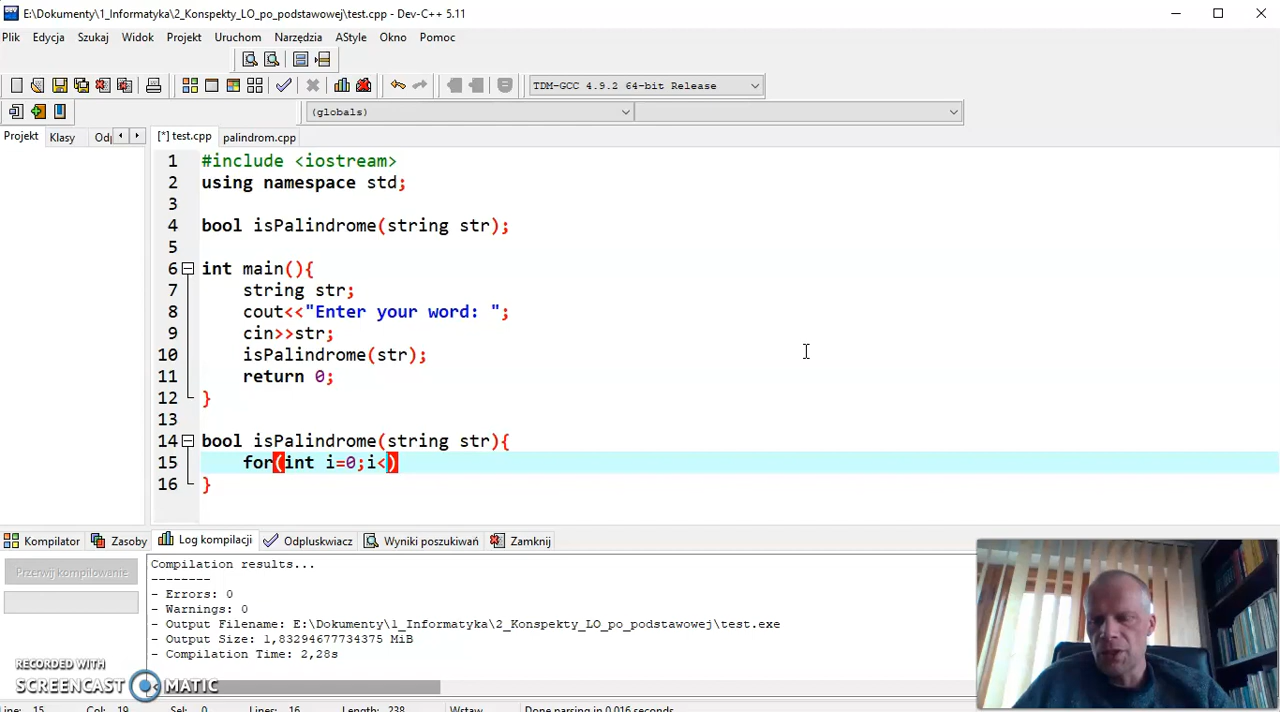 E:\Dokumenty\1_Informatyka\2_Konspekty_LO_po_podstawowej\test.cpp - Dev-C++ 5.11
Plik Edycja Szukaj Widok Projekt Uruchom Narzędzia AStyle Okno Pomoc
TDM-GCC 4.9.2 64-bit Release
(globals)
Projekt Klasy Odp [*] test.cpp palindrom.cpp
1 #include <iostream>
2 using namespace std;
3
4 bool isPalindrome(string str);
5
6 int main(){
7 string str;
8 cout<<"Enter your word: ";
9 cin>>str;
10 isPalindrome(str);
11 return 0;
12 }
13
14 bool isPalindrome(string str){
15 for(int i=0;i<)
16 }
Kompilator Zasoby Log kompilacji Odpluskwiacz Wyniki poszukiwań Zamknij
Przerwij kompilowanie
Compilation results...
--------
- Errors: 0
- Warnings: 0
- Output Filename: E:\Dokumenty\1_Informatyka\2_Konspekty_LO_po_podstawowej\test.exe
- Output Size: 1,83294677734375 MiB
- Compilation Time: 2,28s
RECORDED WITH
SCREENCAST MATIC
Line: 15 Col: 19 Sel: 0 Lines: 16 Length: 238 Wstaw Done parsing in 0,016 seconds